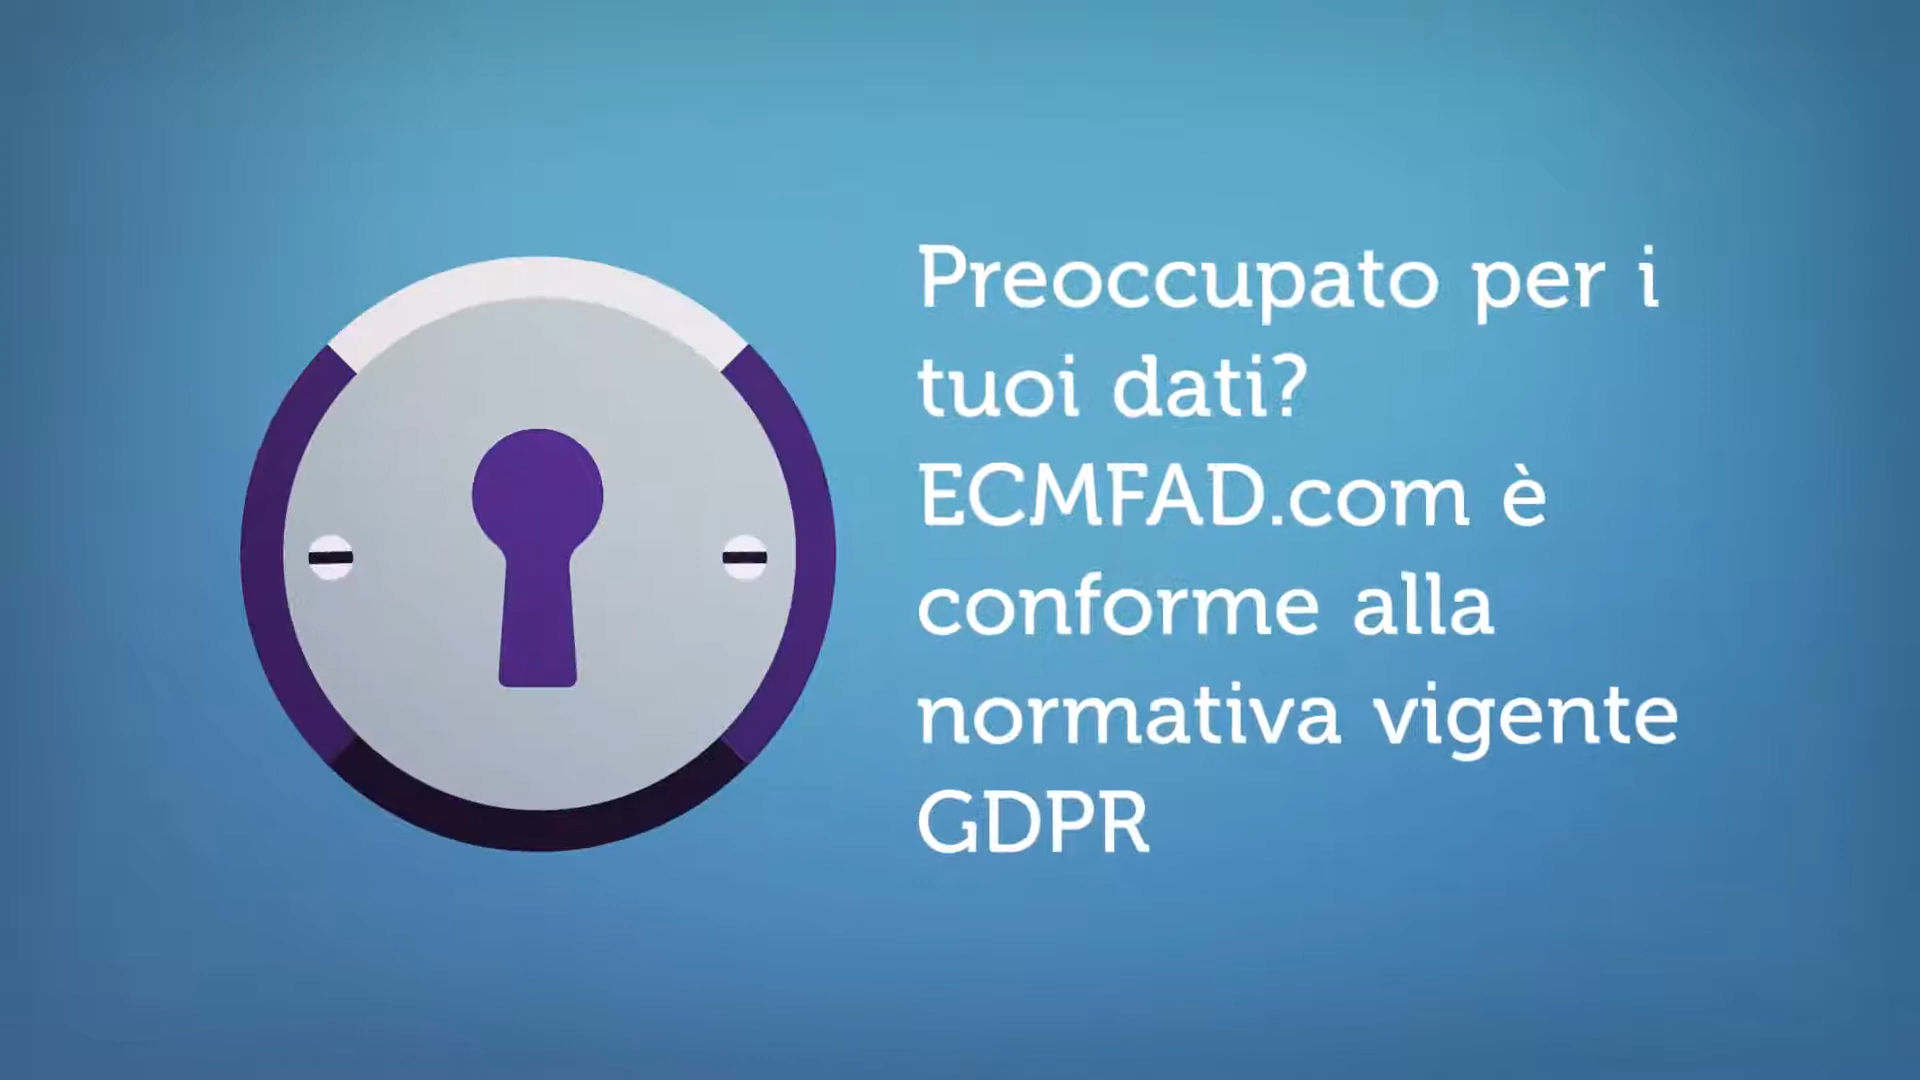 Preoccupato per i
tuoi dati?
ECMFAD.com è
conforme alla
normativa vigente
GDPR